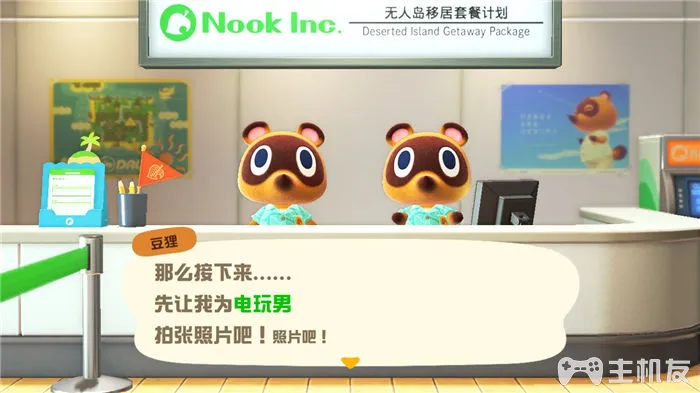 Nook Inc.
无人岛移居套餐计划
Deserted Island Getaway Package
DAL
豆狸
那么接下来......
先让我为电玩男
拍张照片吧！照片吧！
主机友